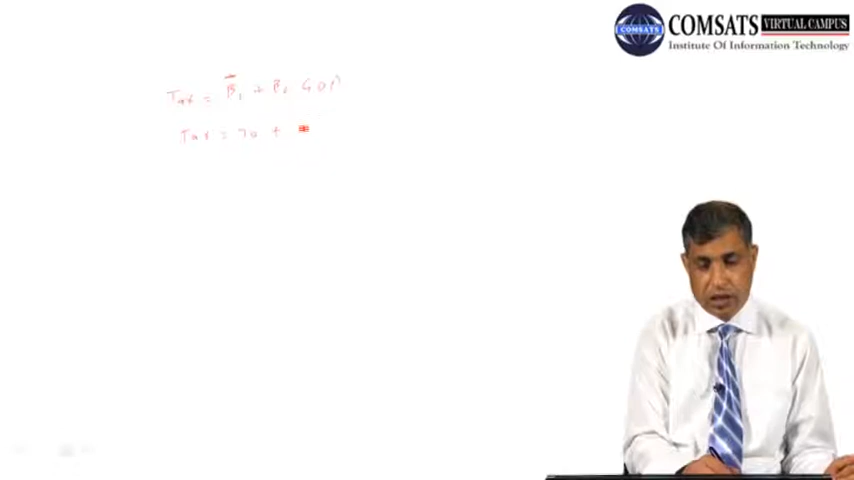 COMSATS VIRTUAL CAMPUS
COMSATS Institute Of Information Technology
Tax = β₁ + β₂ GDP
Tax = 70 +